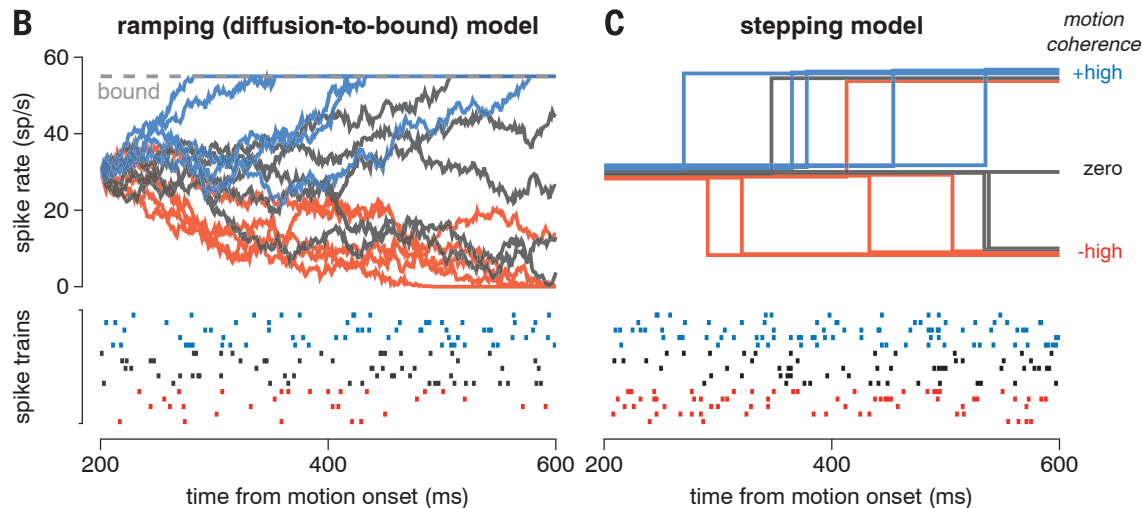 B
ramping (diffusion-to-bound) model
60
40
20
0
spike rate (sp/s)
bound
spike trains
200
400
600
time from motion onset (ms)
C
stepping model
motion
coherence
+high
zero
-high
200
400
600
time from motion onset (ms)